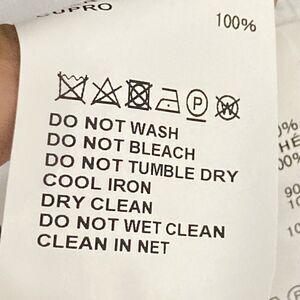 CUPRO
100%
P
W
DO NOT WASH
DO NOT BLEACH
DO NOT TUMBLE DRY
COOL IRON
DRY CLEAN
DO NOT WET CLEAN
CLEAN IN NET